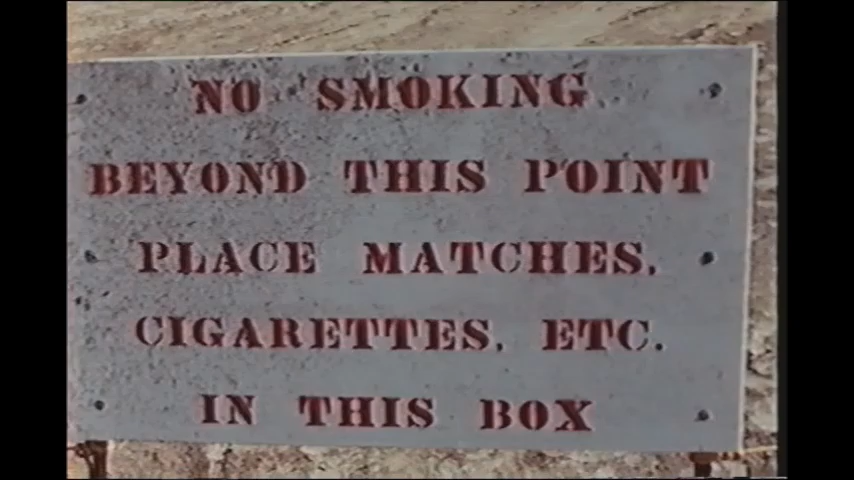 NO SMOKING
BEYOND THIS POINT
PLACE MATCHES,
CIGARETTES, ETC.
IN THIS BOX